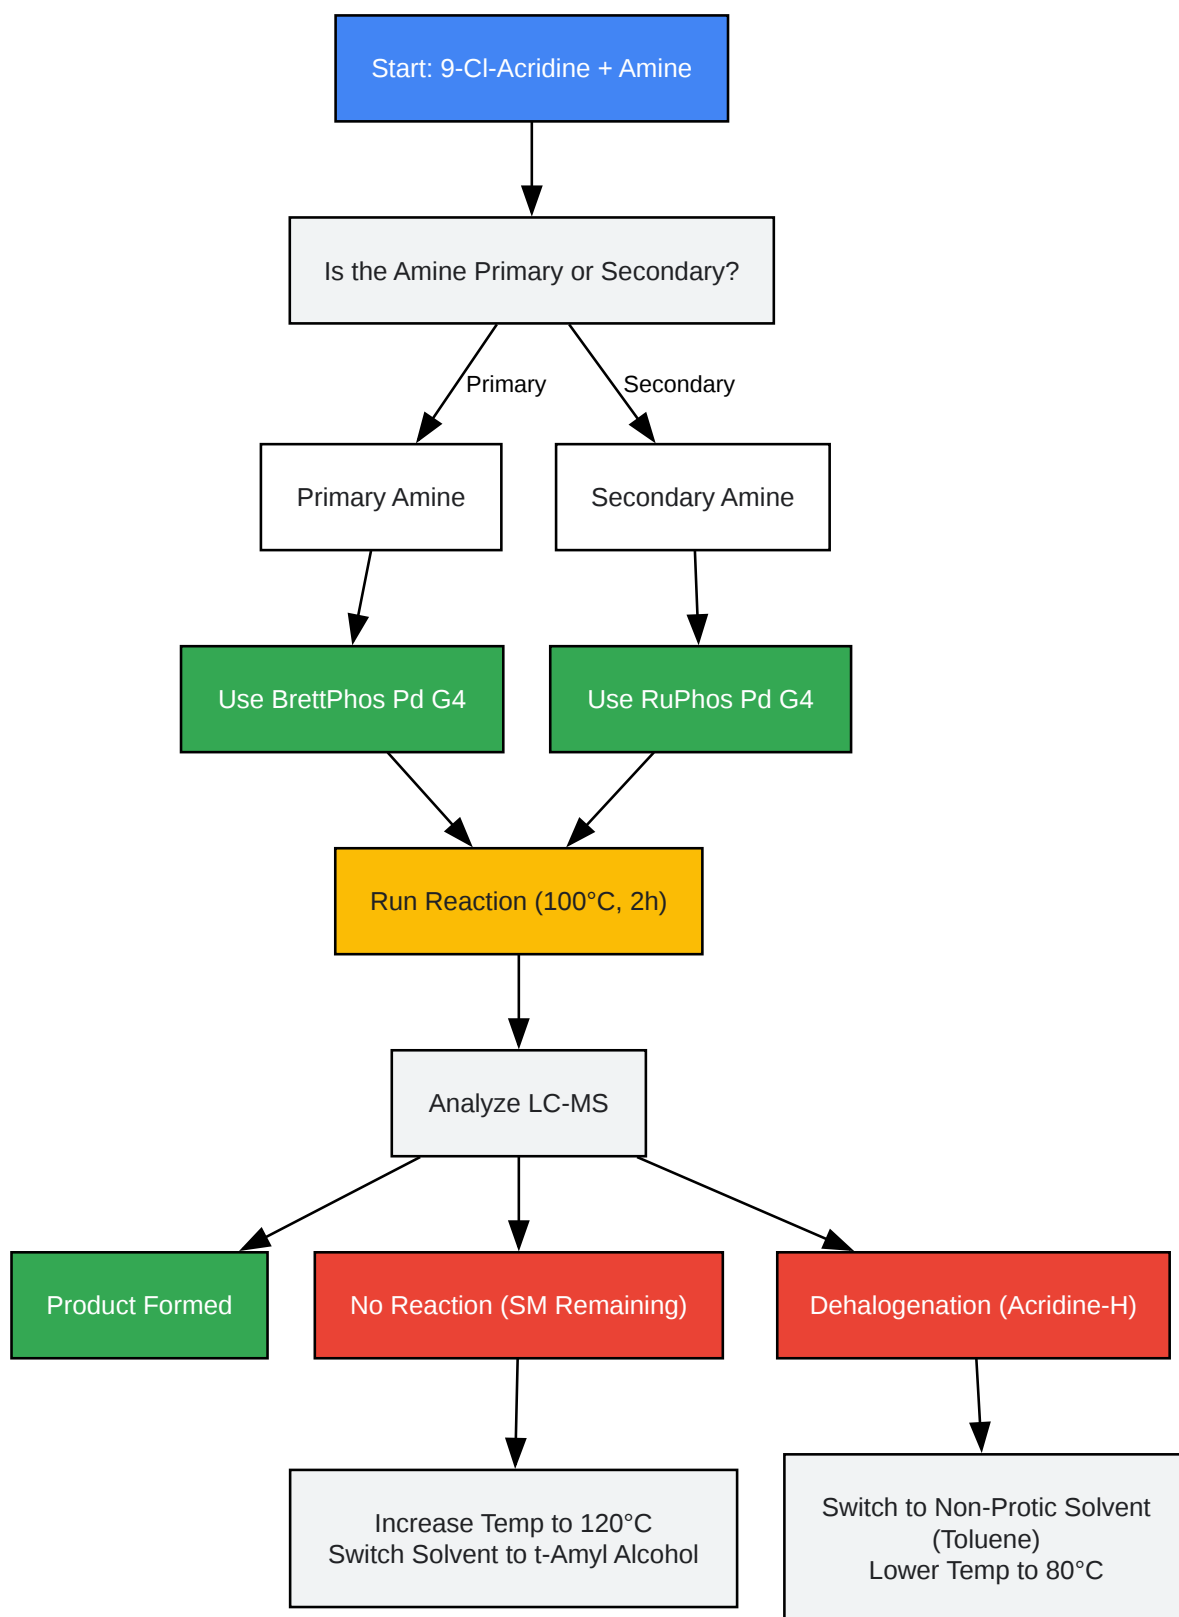 Start: 9-Cl-Acridine + Amine
Is the Amine Primary or Secondary?
Primary
Secondary
Primary Amine
Secondary Amine
Use BrettPhos Pd G4
Use RuPhos Pd G4
Run Reaction (100°C, 2h)
Analyze LC-MS
Product Formed
No Reaction (SM Remaining)
Dehalogenation (Acridine-H)
Increase Temp to 120°C
Switch Solvent to t-Amyl Alcohol
Switch to Non-Protic Solvent
(Toluene)
Lower Temp to 80°C